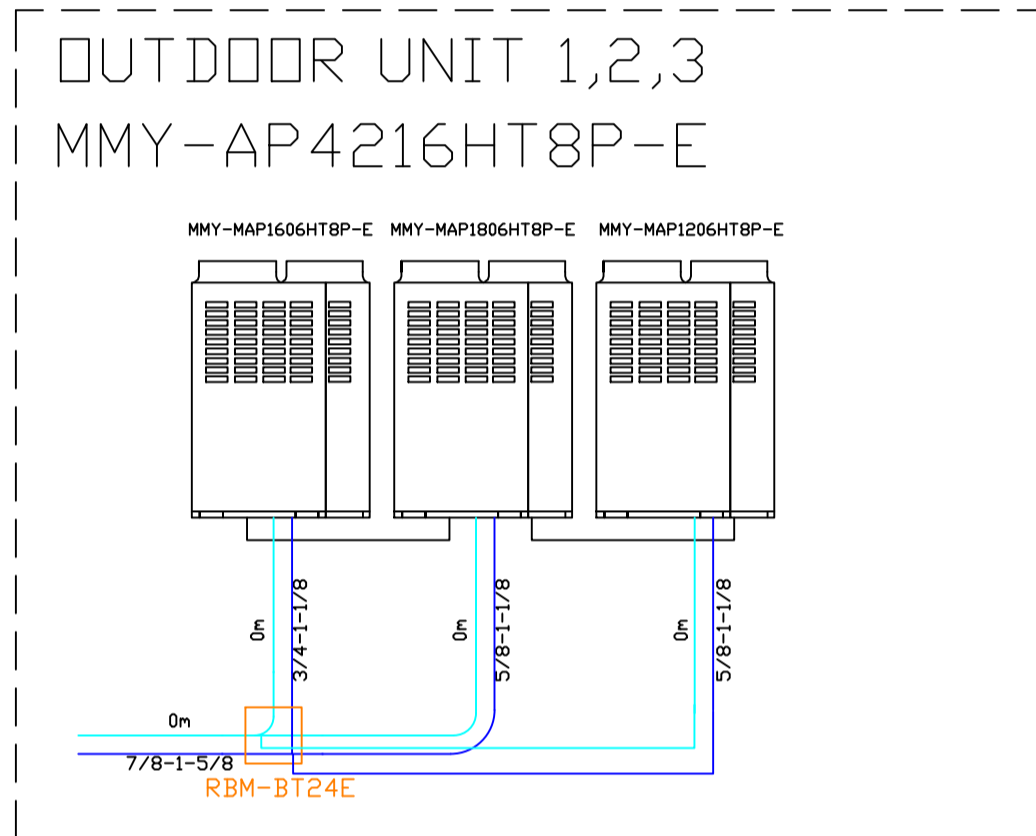 OUTDOOR UNIT 1,2,3
MMY-AP4216HT8P-E
MMY-MAP1606HT8P-E MMY-MAP1806HT8P-E MMY-MAP1206HT8P-E
0m
3/4-1-1/8
0m
5/8-1-1/8
0m
5/8-1-1/8
0m
7/8-1-5/8
RBM-BT24E